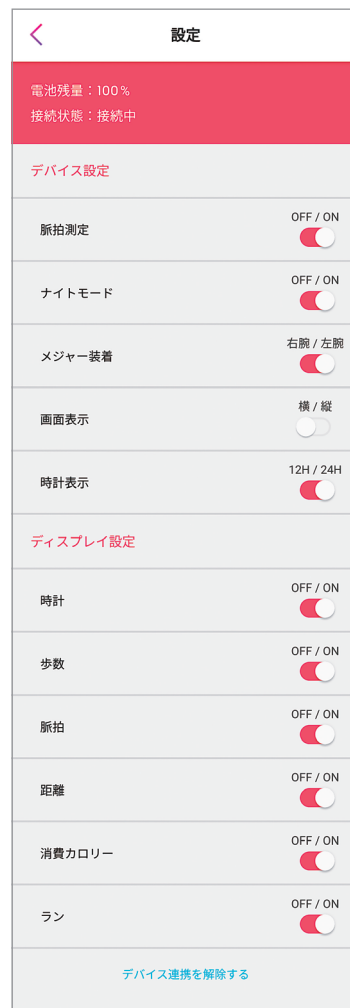 設定
電池残量：100%
接続状態：接続中
デバイス設定
OFF / ON
脈拍測定
OFF / ON
ナイトモード
右腕 / 左腕
メジャー装着
横 / 縦
画面表示
12H / 24H
時計表示
ディスプレイ設定
OFF / ON
時計
OFF / ON
歩数
OFF / ON
脈拍
OFF / ON
距離
OFF / ON
消費カロリー
OFF / ON
ラン
デバイス連携を解除する